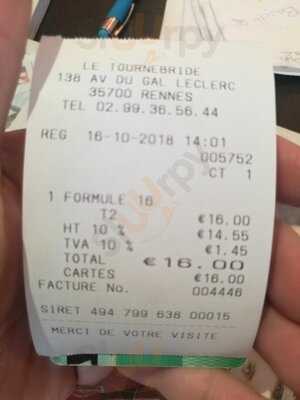 LE TOURNEBRIDE
138 AV DU GAL LECLERC
35700 RENNES
TEL 02.99.36.56.44
REG 16-10-2018 14:01
005752
CT 1
1 FORMULE 16
T2 €16.00
HT 10 % €14.55
TVA 10 % €1.45
TOTAL €16.00
CARTES €16.00
FACTURE No. 004446
SIRET 494 799 638 00015
MERCI DE VOTRE VISITE